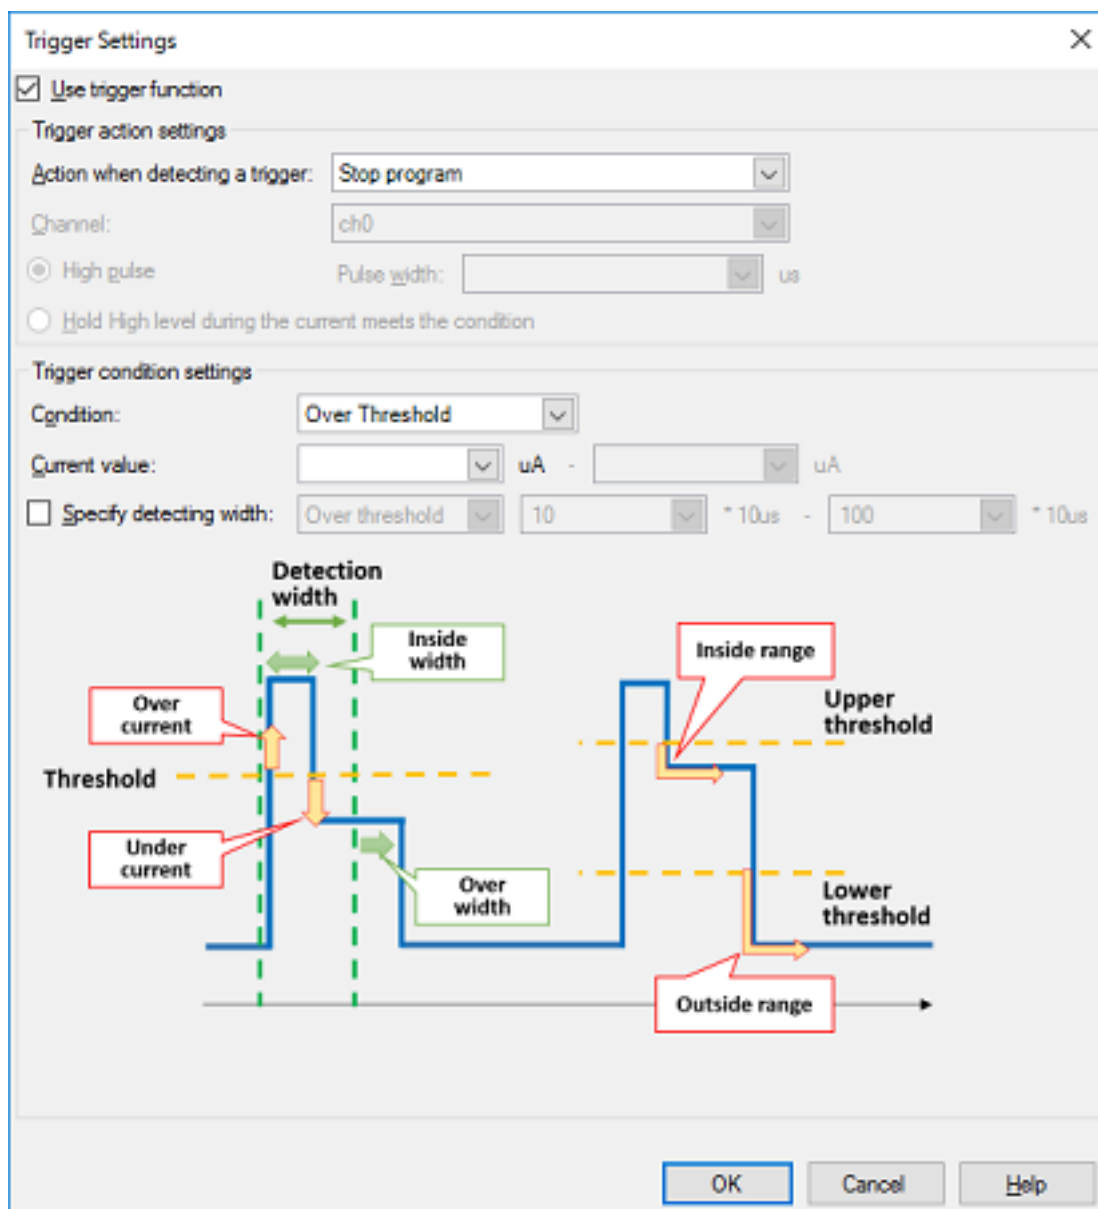 Trigger Settings
Use trigger function
Trigger action settings
Action when detecting a trigger: Stop program
Channel: ch0
High pulse Pulse width: us
Hold High level during the current meets the condition
Trigger condition settings
Condition: Over Threshold
Current value: uA - uA
Specify detecting width: Over threshold 10 * 10us - 100 * 10us
Detection
width
Inside
width
Inside range
Over
current
Upper
threshold
Threshold
Under
current
Over
width
Lower
threshold
Outside range
OK Cancel Help